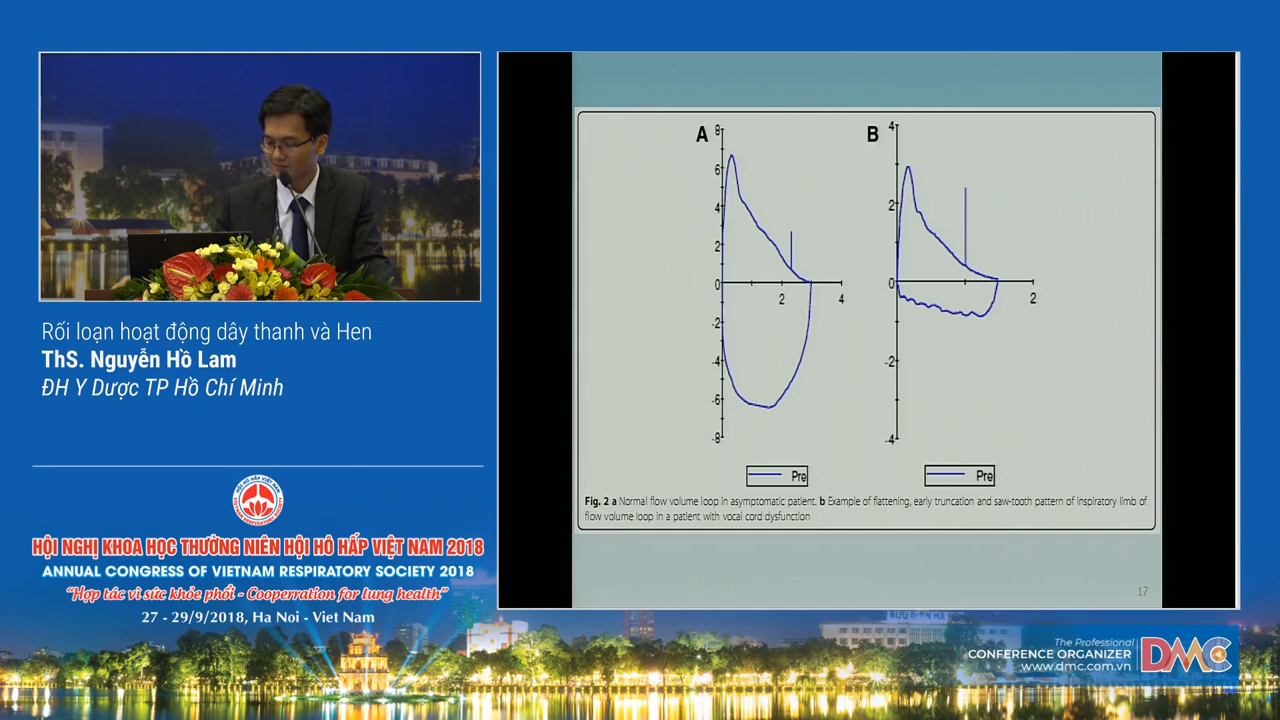 Rối loạn hoạt động dây thanh và Hen
ThS. Nguyễn Hồ Lam
ĐH Y Dược TP Hồ Chí Minh
HỘI NGHỊ KHOA HỌC THƯỜNG NIÊN HỘI HÔ HẤP VIỆT NAM 2018
ANNUAL CONGRESS OF VIETNAM RESPIRATORY SOCIETY 2018
"Hợp tác vì sức khỏe phổi - Cooperration for lung health"
27 - 29/9/2018, Ha Noi - Viet Nam
A
8
6
4
2
0
-2
-4
-6
-8
2
4
Pre
B
4
2
0
-2
-4
2
Pre
Fig. 2 a Normal flow volume loop in asymptomatic patient. b Example of flattening, early truncation and saw-tooth pattern of inspiratory limb of
flow volume loop in a patient with vocal cord dysfunction
17
The Professional
CONFERENCE ORGANIZER
www.dmc.com.vn
DMC